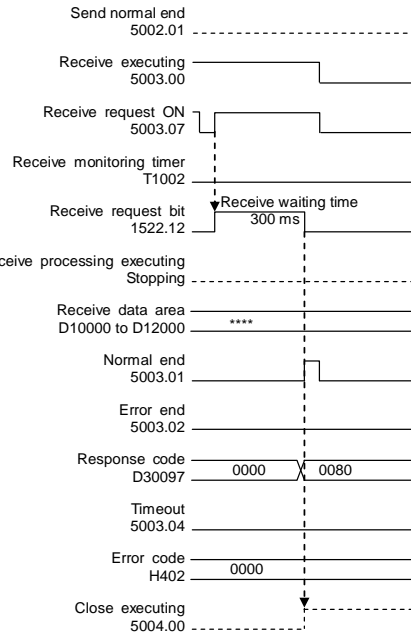 Send normal end
5002.01
Receive executing
5003.00
Receive request ON
5003.07
Receive monitoring timer
T1002
Receive request bit
1522.12
Receive waiting time
300 ms
ceive processing executing
Stopping
Receive data area
D10000 to D12000
****
Normal end
5003.01
Error end
5003.02
Response code
D30097
0000
0080
Timeout
5003.04
Error code
H402
0000
Close executing
5004.00